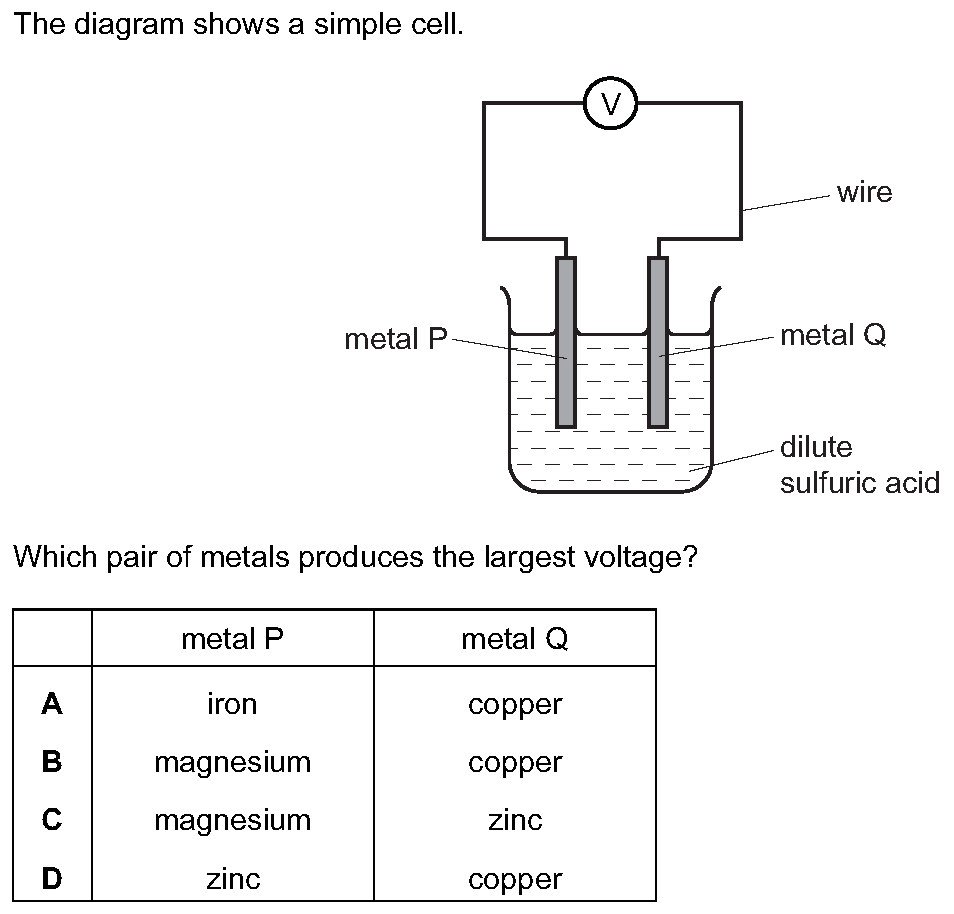 The diagram shows a simple cell.
V
wire
metal P
metal Q
dilute
sulfuric acid
Which pair of metals produces the largest voltage?
metal P metal Q
A iron copper
B magnesium copper
C magnesium zinc
D zinc copper